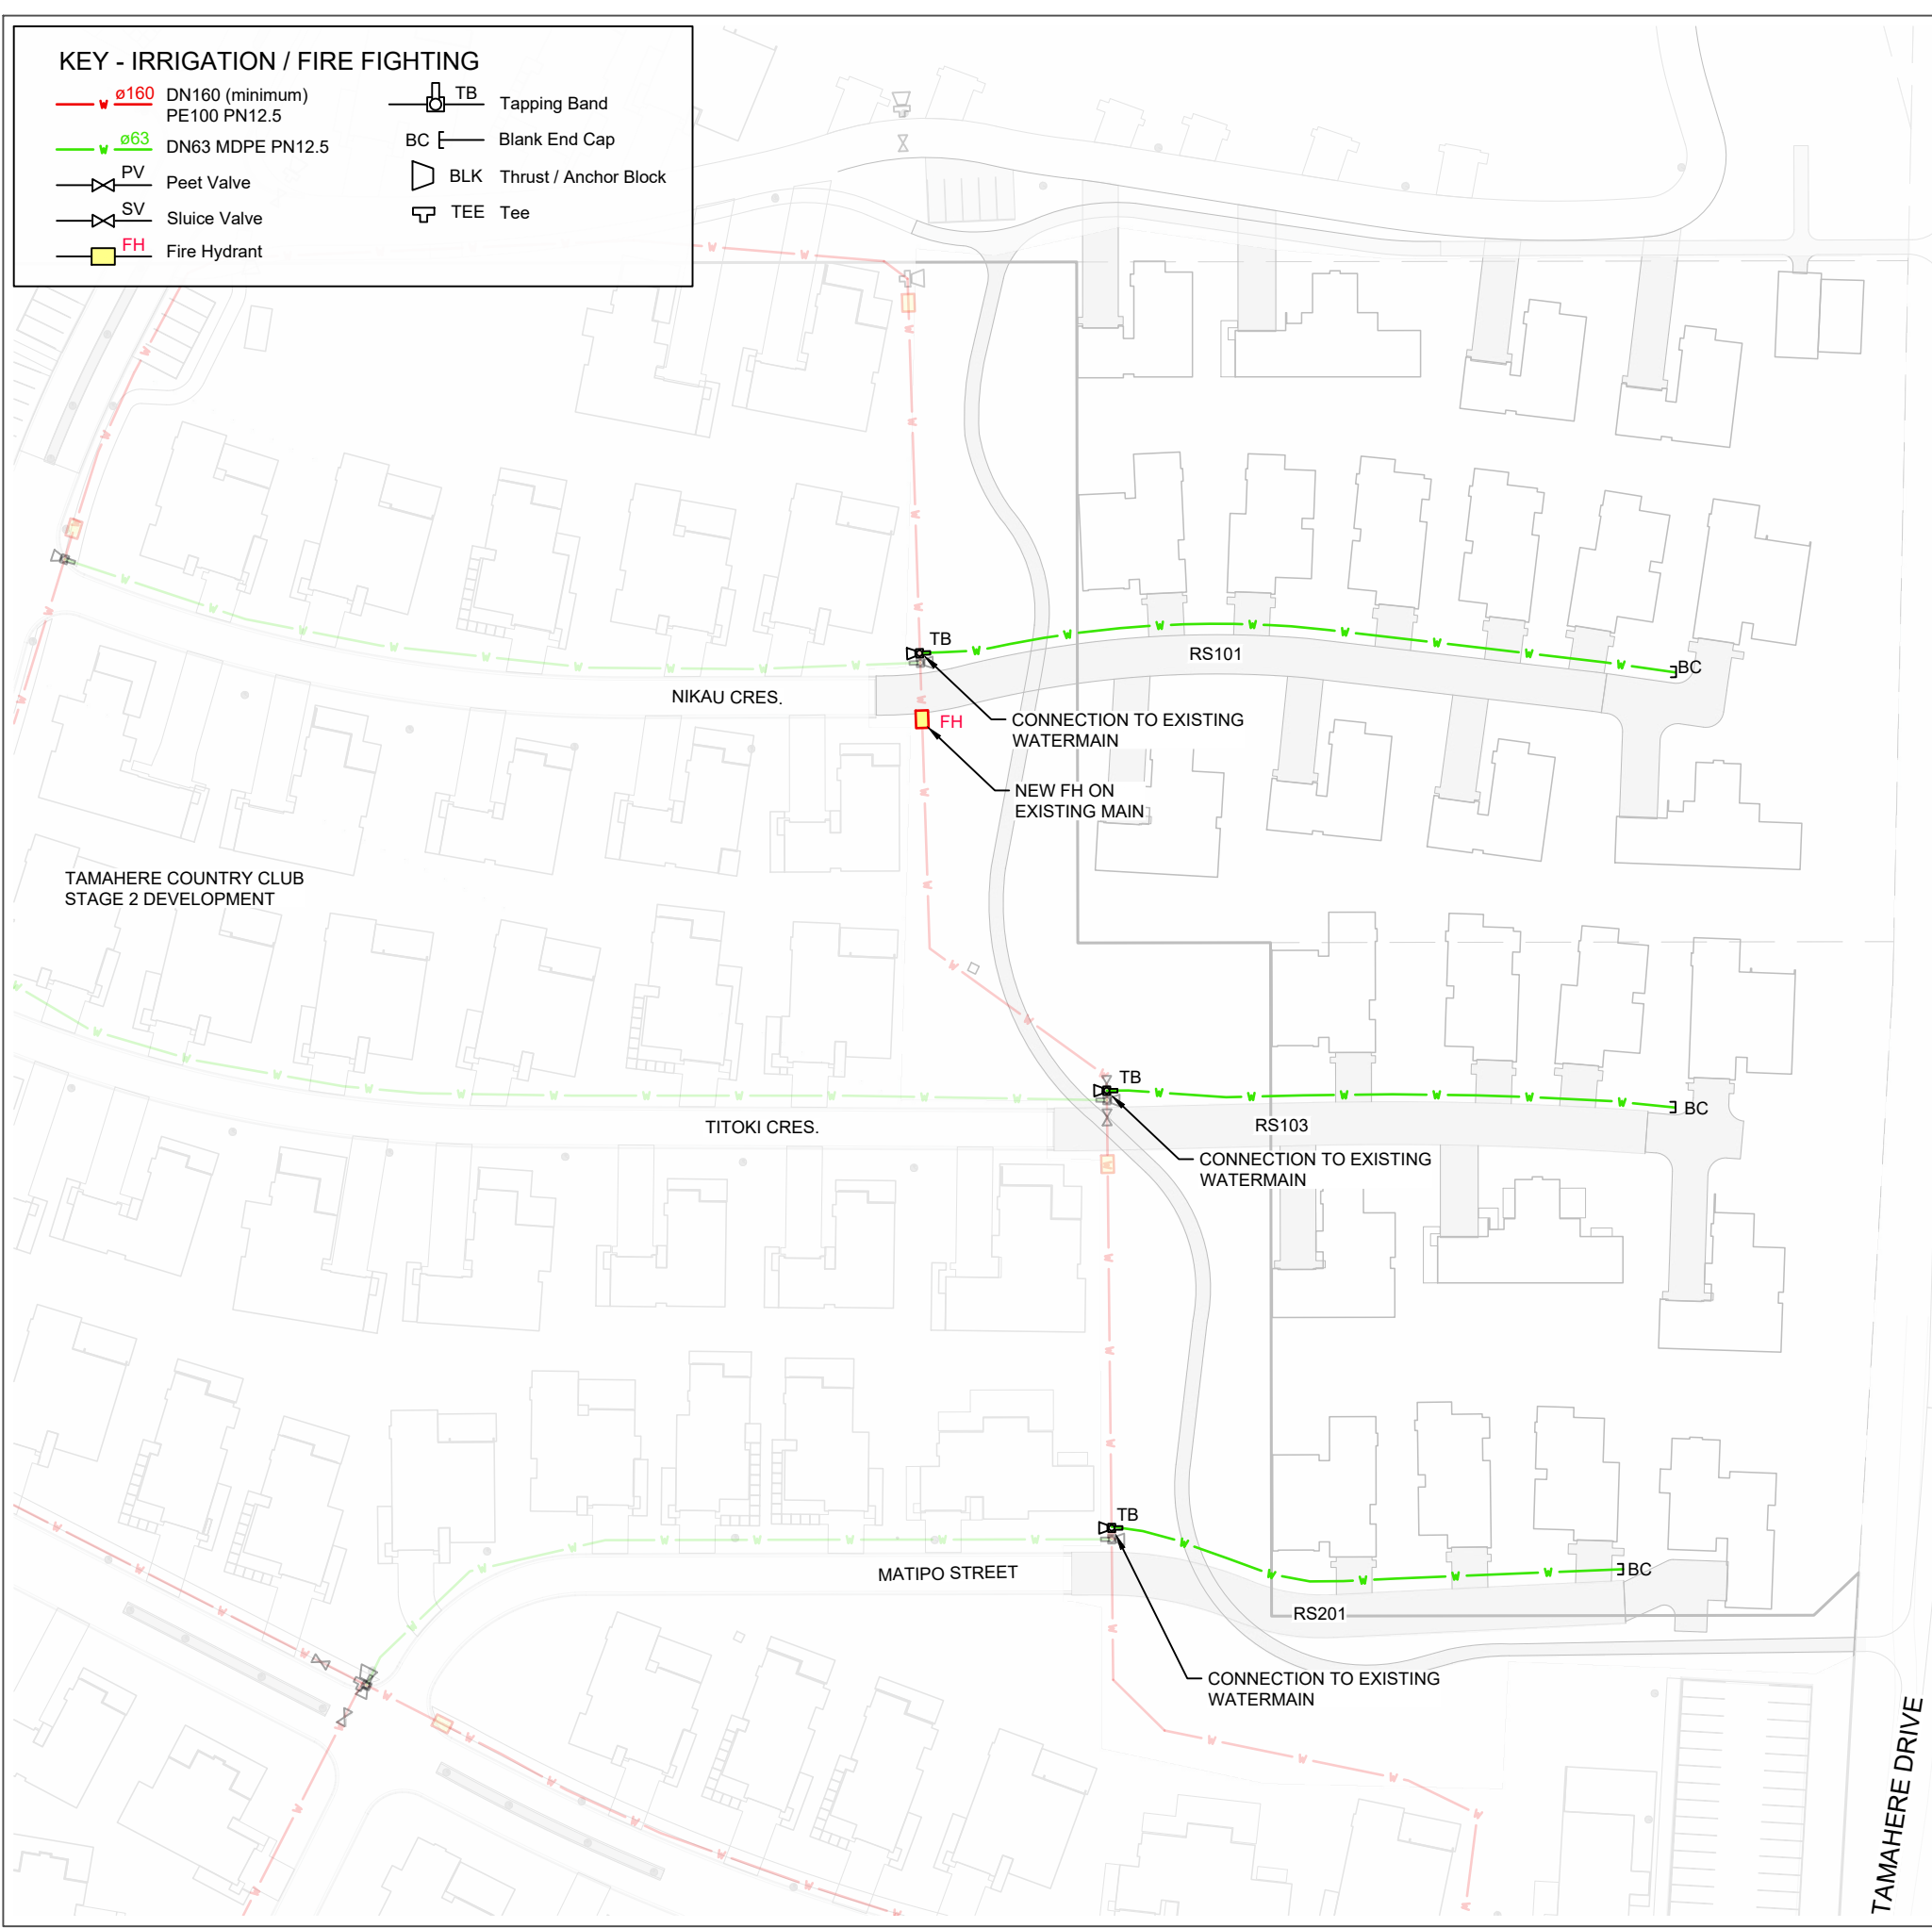 KEY - IRRIGATION / FIRE FIGHTING
ø160
DN160 (minimum)
PE100 PN12.5
ø63
DN63 MDPE PN12.5
PV
Peet Valve
SV
Sluice Valve
FH
Fire Hydrant
TB
Tapping Band
BC
Blank End Cap
BLK
Thrust / Anchor Block
TEE
Tee
TB
RS101
BC
NIKAU CRES.
FH
CONNECTION TO EXISTING
WATERMAIN
NEW FH ON
EXISTING MAIN
TAMAHERE COUNTRY CLUB
STAGE 2 DEVELOPMENT
TB
BC
TITOKI CRES.
RS103
CONNECTION TO EXISTING
WATERMAIN
TB
MATIPO STREET
BC
RS201
CONNECTION TO EXISTING
WATERMAIN
TAMAHERE DRIVE